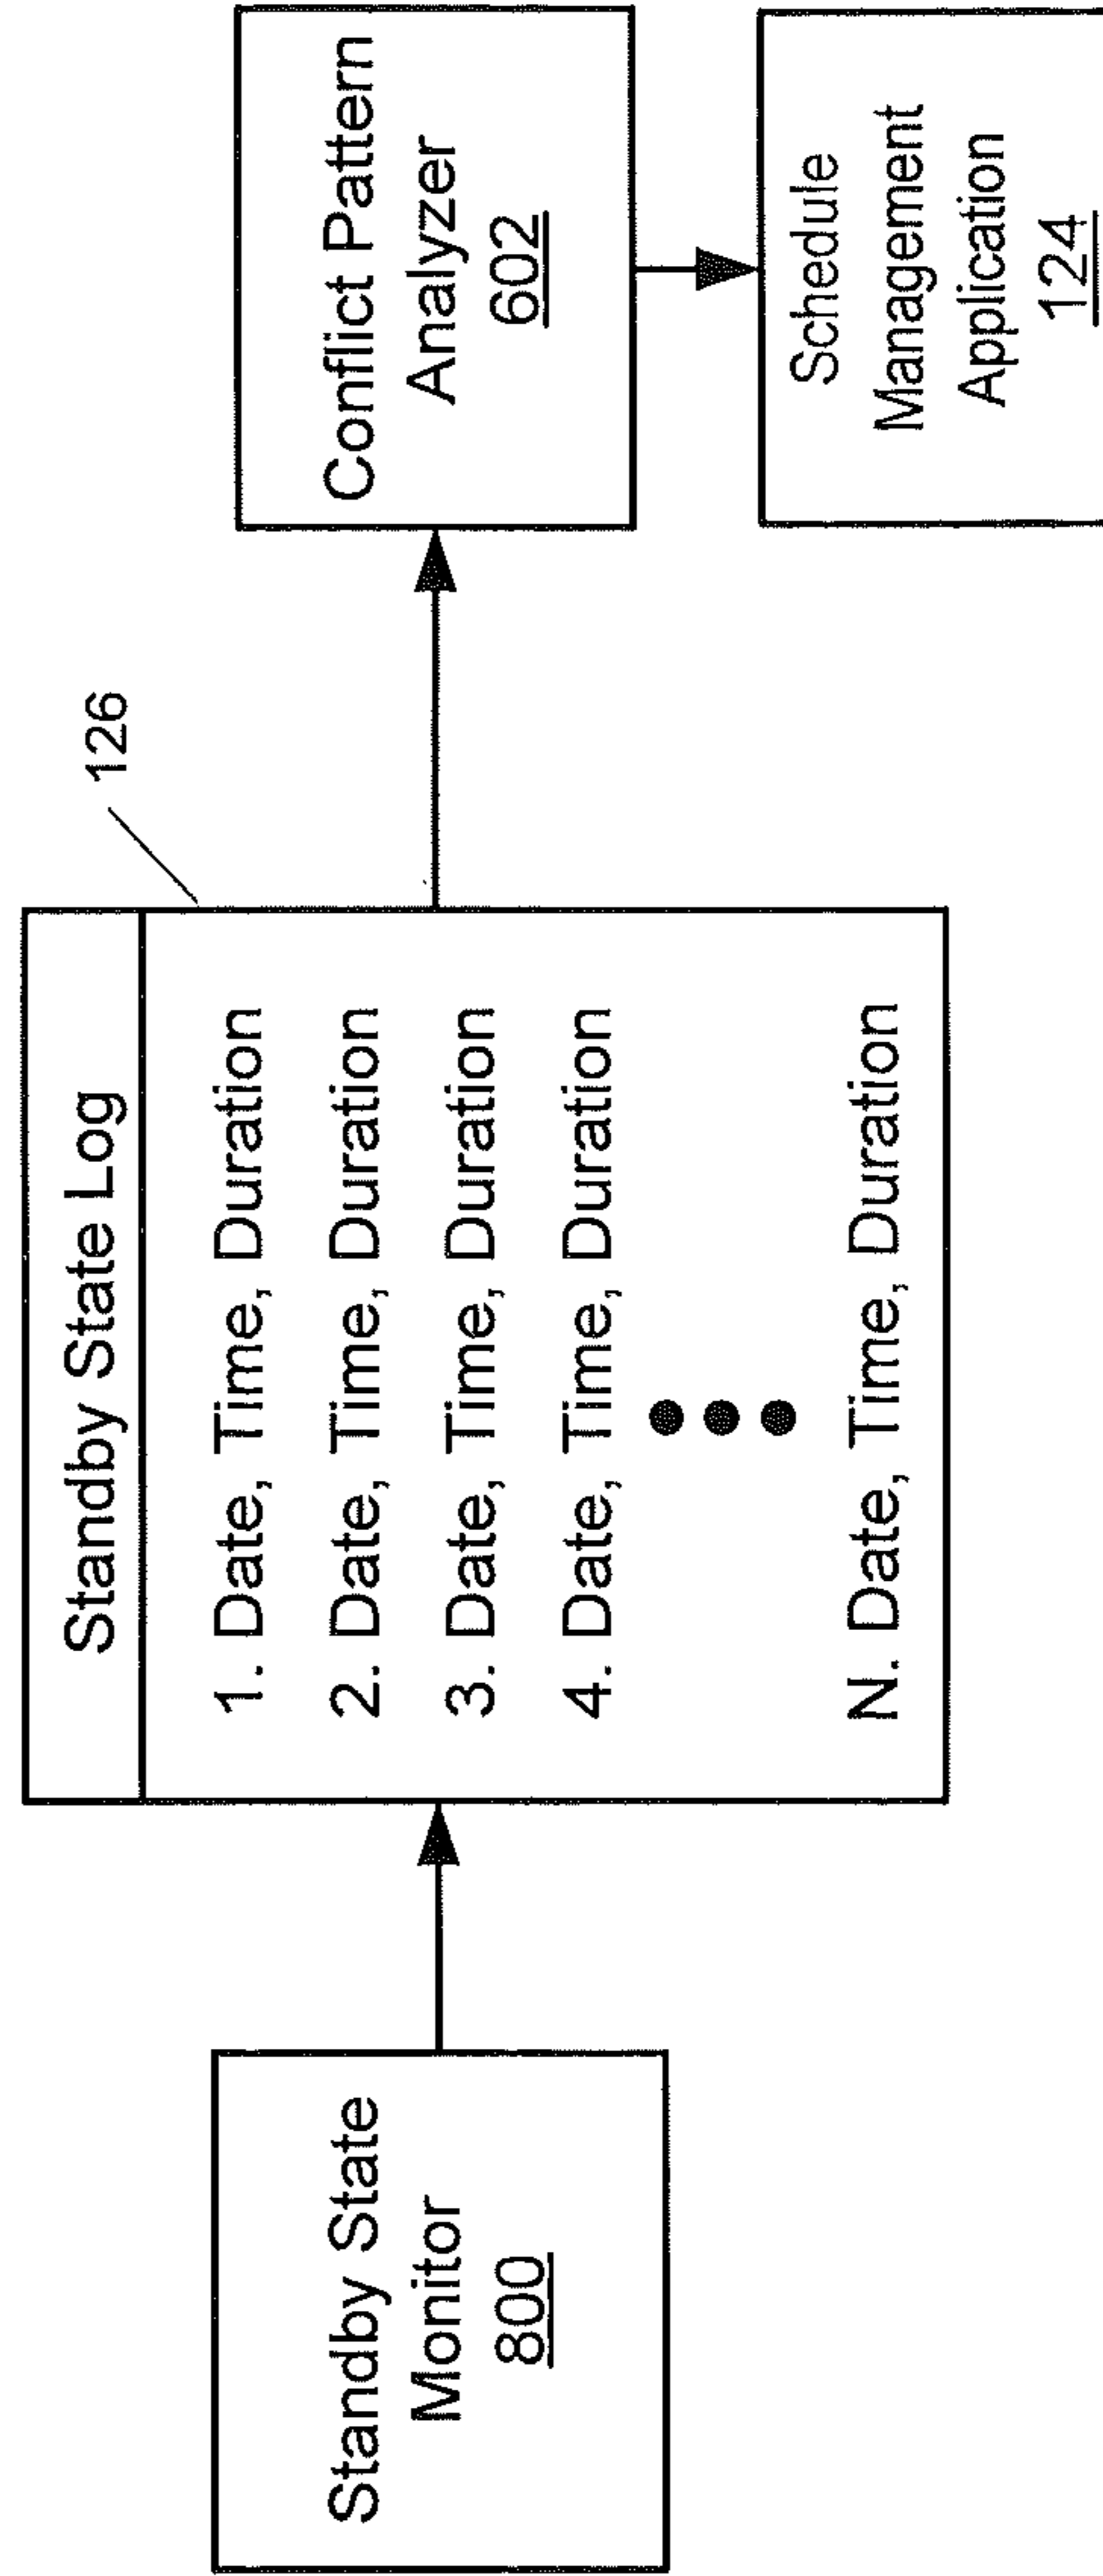 Standby State
Monitor
800
Standby State Log
1. Date, Time, Duration
2. Date, Time, Duration
3. Date, Time, Duration
4. Date, Time, Duration
N. Date, Time, Duration
126
Conflict Pattern
Analyzer
602
Schedule
Management
Application
124